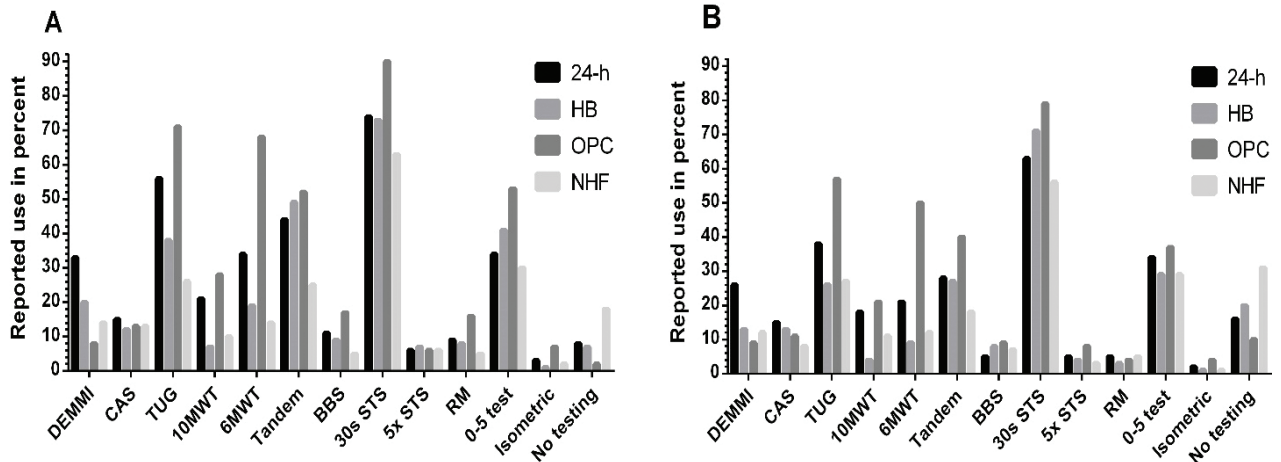 A
Reported use in percent
90
80
70
60
50
40
30
20
10
0
24-h
HB
OPC
NHF
DEMMI
CAS
TUG
10MWT
6MWT
Tandem
BBS
30s STS
5x STS
RM
0-5 test
Isometric
No testing
B
Reported use in percent
90
80
70
60
50
40
30
20
10
0
24-h
HB
OPC
NHF
DEMMI
CAS
TUG
10MWT
6MWT
Tandem
BBS
30s STS
5x STS
RM
0-5 test
Isometric
No testing